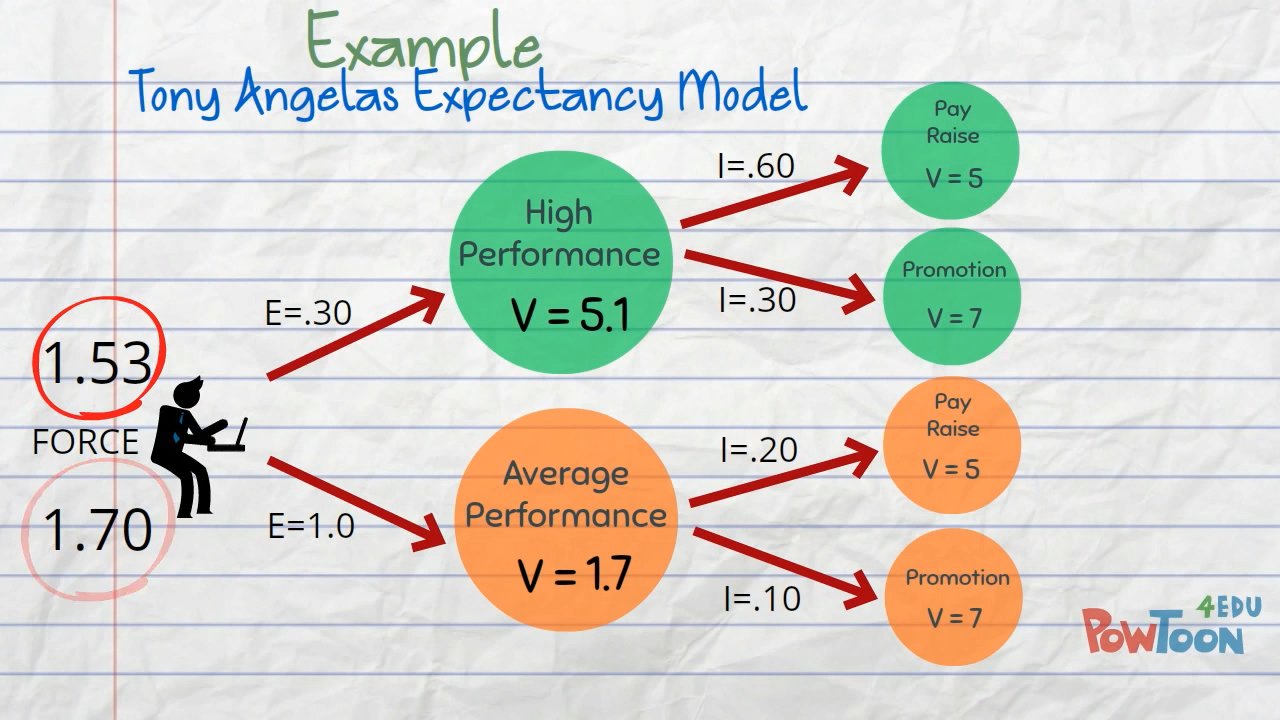 Example
Tony Angelas Expectancy Model
I=.60
Pay
Raise
V = 5
High
Performance
V = 5.1
I=.30
Promotion
V = 7
E=.30
1.53
FORCE
1.70
E=1.0
Average
Performance
V = 1.7
I=.20
Pay
Raise
V = 5
I=.10
Promotion
V = 7
4EDU
PowToon